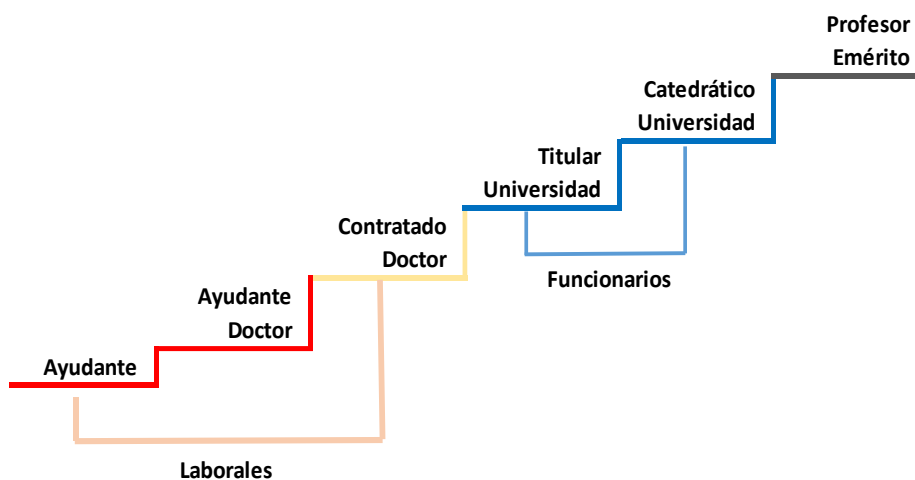 Profesor
Emérito
Catedrático
Universidad
Titular
Universidad
Contratado
Doctor
Funcionarios
Ayudante
Doctor
Ayudante
Laborales